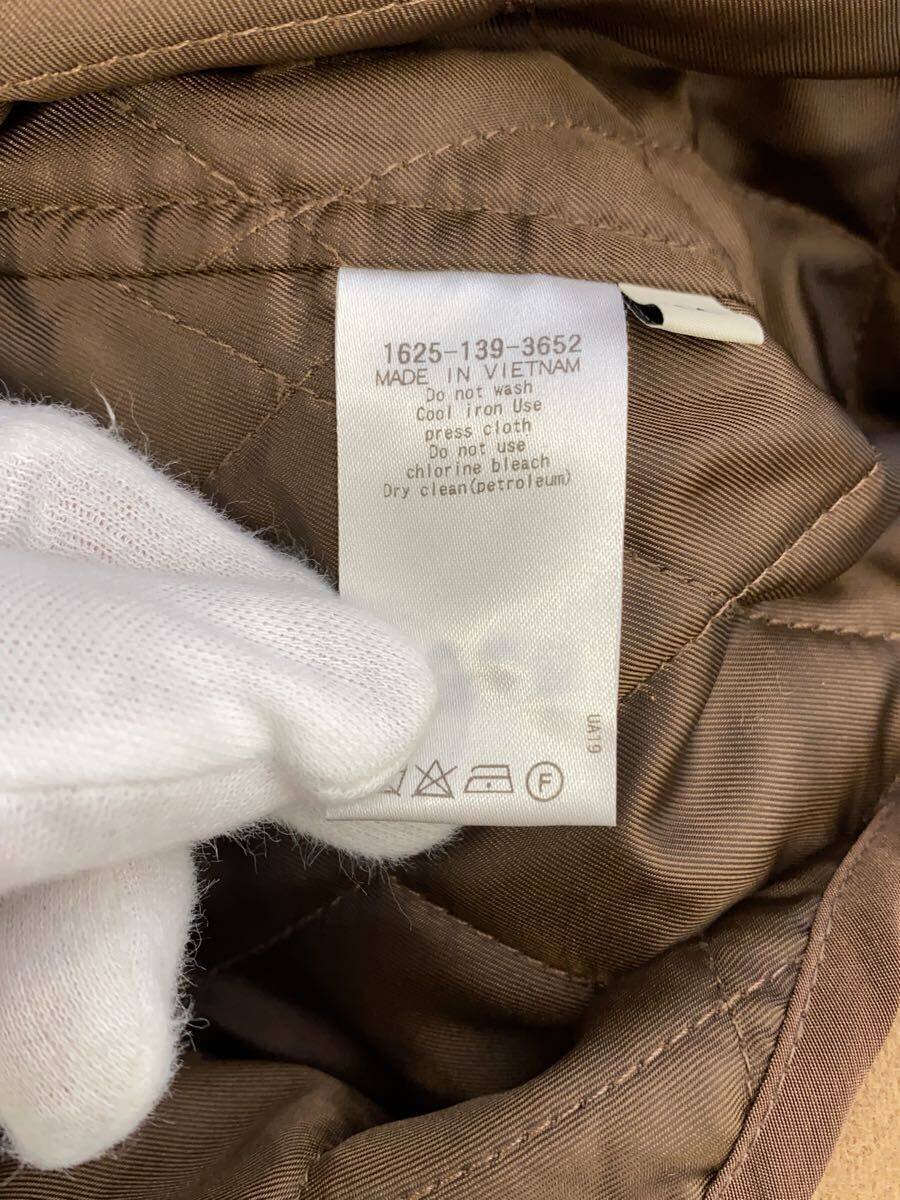 1625-139-3652
MADE IN VIETNAM
Do not wash
Cool iron Use
press cloth
Do not use
chlorine bleach
Dry clean(petroleum)
UA19
F